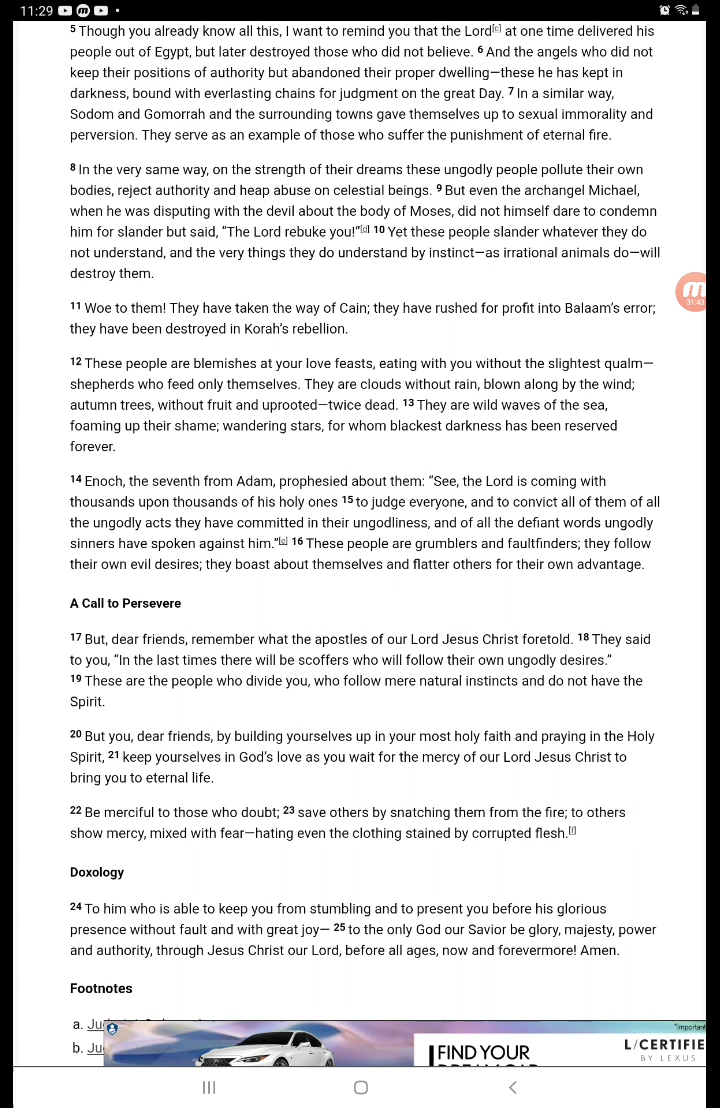 11:29
5 Though you already know all this, I want to remind you that the Lord[c] at one time delivered his
people out of Egypt, but later destroyed those who did not believe. 6 And the angels who did not
keep their positions of authority but abandoned their proper dwelling—these he has kept in
darkness, bound with everlasting chains for judgment on the great Day. 7 In a similar way,
Sodom and Gomorrah and the surrounding towns gave themselves up to sexual immorality and
perversion. They serve as an example of those who suffer the punishment of eternal fire.
8 In the very same way, on the strength of their dreams these ungodly people pollute their own
bodies, reject authority and heap abuse on celestial beings. 9 But even the archangel Michael,
when he was disputing with the devil about the body of Moses, did not himself dare to condemn
him for slander but said, “The Lord rebuke you!”[d] 10 Yet these people slander whatever they do
not understand, and the very things they do understand by instinct—as irrational animals do—will
destroy them.
31:43
11 Woe to them! They have taken the way of Cain; they have rushed for profit into Balaam’s error;
they have been destroyed in Korah’s rebellion.
12 These people are blemishes at your love feasts, eating with you without the slightest qualm—
shepherds who feed only themselves. They are clouds without rain, blown along by the wind;
autumn trees, without fruit and uprooted—twice dead. 13 They are wild waves of the sea,
foaming up their shame; wandering stars, for whom blackest darkness has been reserved
forever.
14 Enoch, the seventh from Adam, prophesied about them: “See, the Lord is coming with
thousands upon thousands of his holy ones 15 to judge everyone, and to convict all of them of all
the ungodly acts they have committed in their ungodliness, and of all the defiant words ungodly
sinners have spoken against him.”[e] 16 These people are grumblers and faultfinders; they follow
their own evil desires; they boast about themselves and flatter others for their own advantage.
A Call to Persevere
17 But, dear friends, remember what the apostles of our Lord Jesus Christ foretold. 18 They said
to you, “In the last times there will be scoffers who will follow their own ungodly desires.”
19 These are the people who divide you, who follow mere natural instincts and do not have the
Spirit.
20 But you, dear friends, by building yourselves up in your most holy faith and praying in the Holy
Spirit, 21 keep yourselves in God’s love as you wait for the mercy of our Lord Jesus Christ to
bring you to eternal life.
22 Be merciful to those who doubt; 23 save others by snatching them from the fire; to others
show mercy, mixed with fear—hating even the clothing stained by corrupted flesh.[f]
Doxology
24 To him who is able to keep you from stumbling and to present you before his glorious
presence without fault and with great joy— 25 to the only God our Savior be glory, majesty, power
and authority, through Jesus Christ our Lord, before all ages, now and forevermore! Amen.
Footnotes
a. Ju
b. Ju
*Important
FIND YOUR
L/CERTIFIE
BY LEXUS